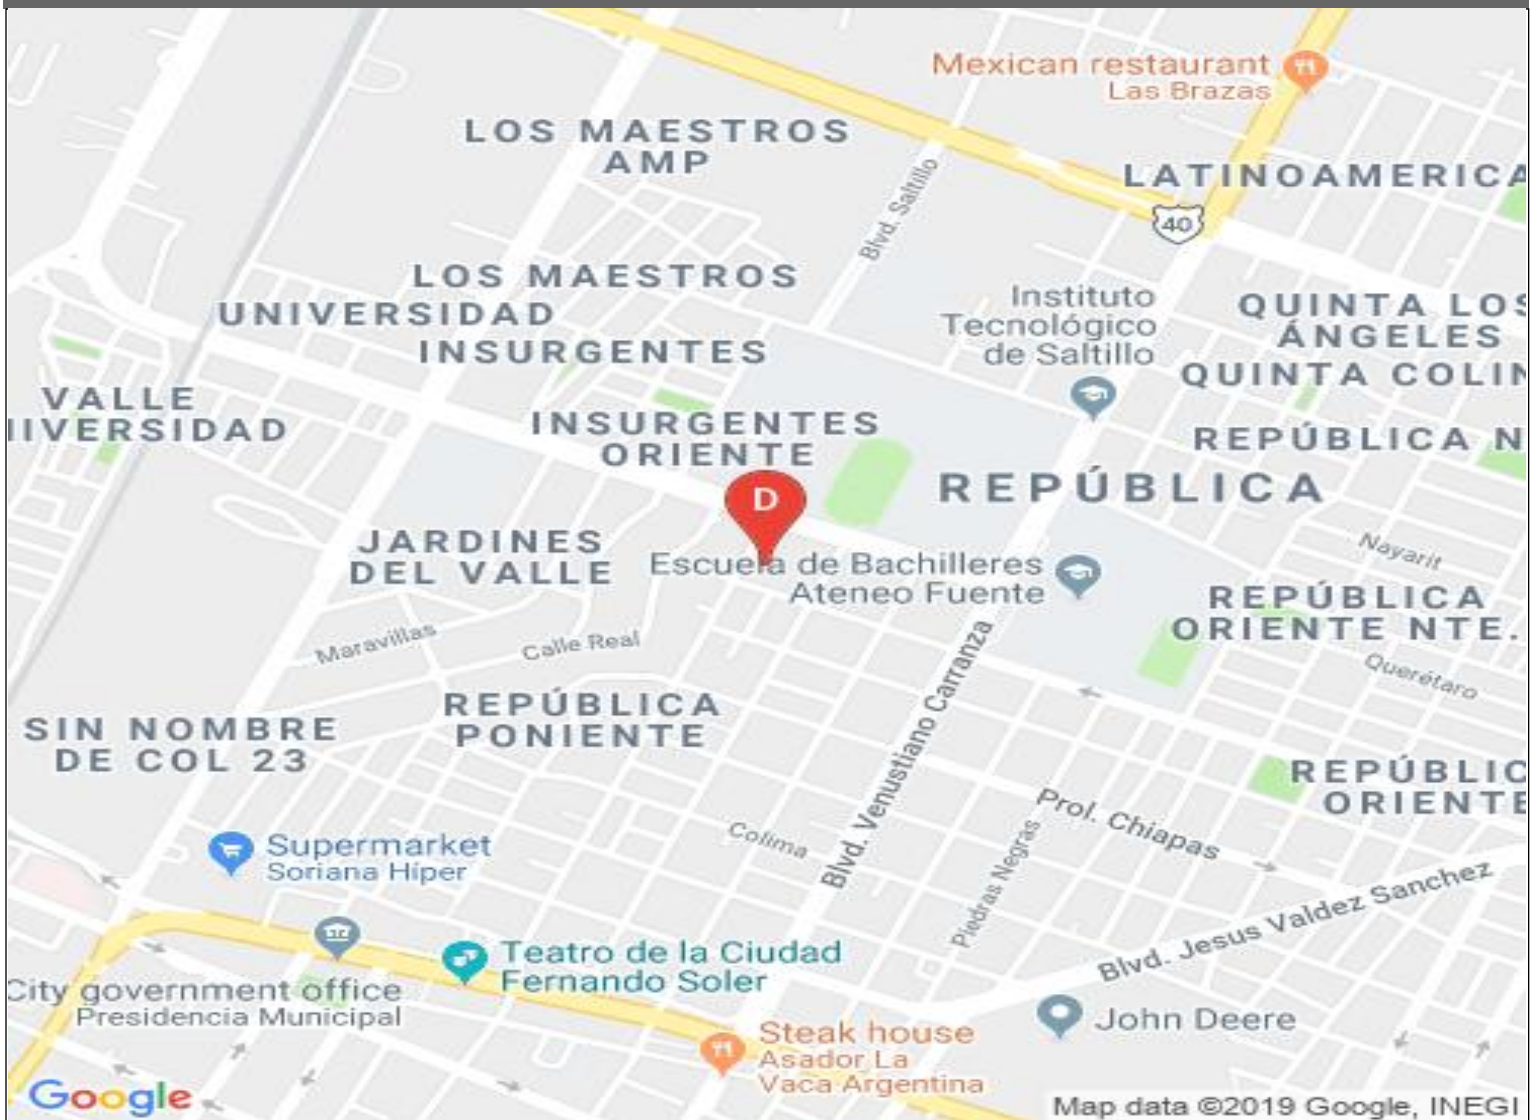 Mexican restaurant
Las Brazas
LOS MAESTROS
AMP
LATINOAMERICA
Blvd. Saltillo
40
LOS MAESTROS
UNIVERSIDAD
INSURGENTES
Instituto
Tecnológico
de Saltillo
QUINTA LOS
ÁNGELES
QUINTA COLIN
VALLE
IIVERSIDAD
INSURGENTES
ORIENTE
REPÚBLICA N
REPÚBLICA
D
JARDINES
DEL VALLE
Escuela de Bachilleres
Ateneo Fuente
Nayarit
REPÚBLICA
ORIENTE NTE.
Maravillas
Calle Real
Querétaro
Blvd. Venustiano Carranza
REPÚBLICA
PONIENTE
SIN NOMBRE
DE COL 23
REPÚBLIC
ORIENTE
Prol. Chiapas
Colima
Piedras Negras
Supermarket
Soriana Híper
Blvd. Jesus Valdez Sanchez
Teatro de la Ciudad
Fernando Soler
City government office
Presidencia Municipal
John Deere
Steak house
Asador La
Vaca Argentina
Google
Map data ©2019 Google, INEGI